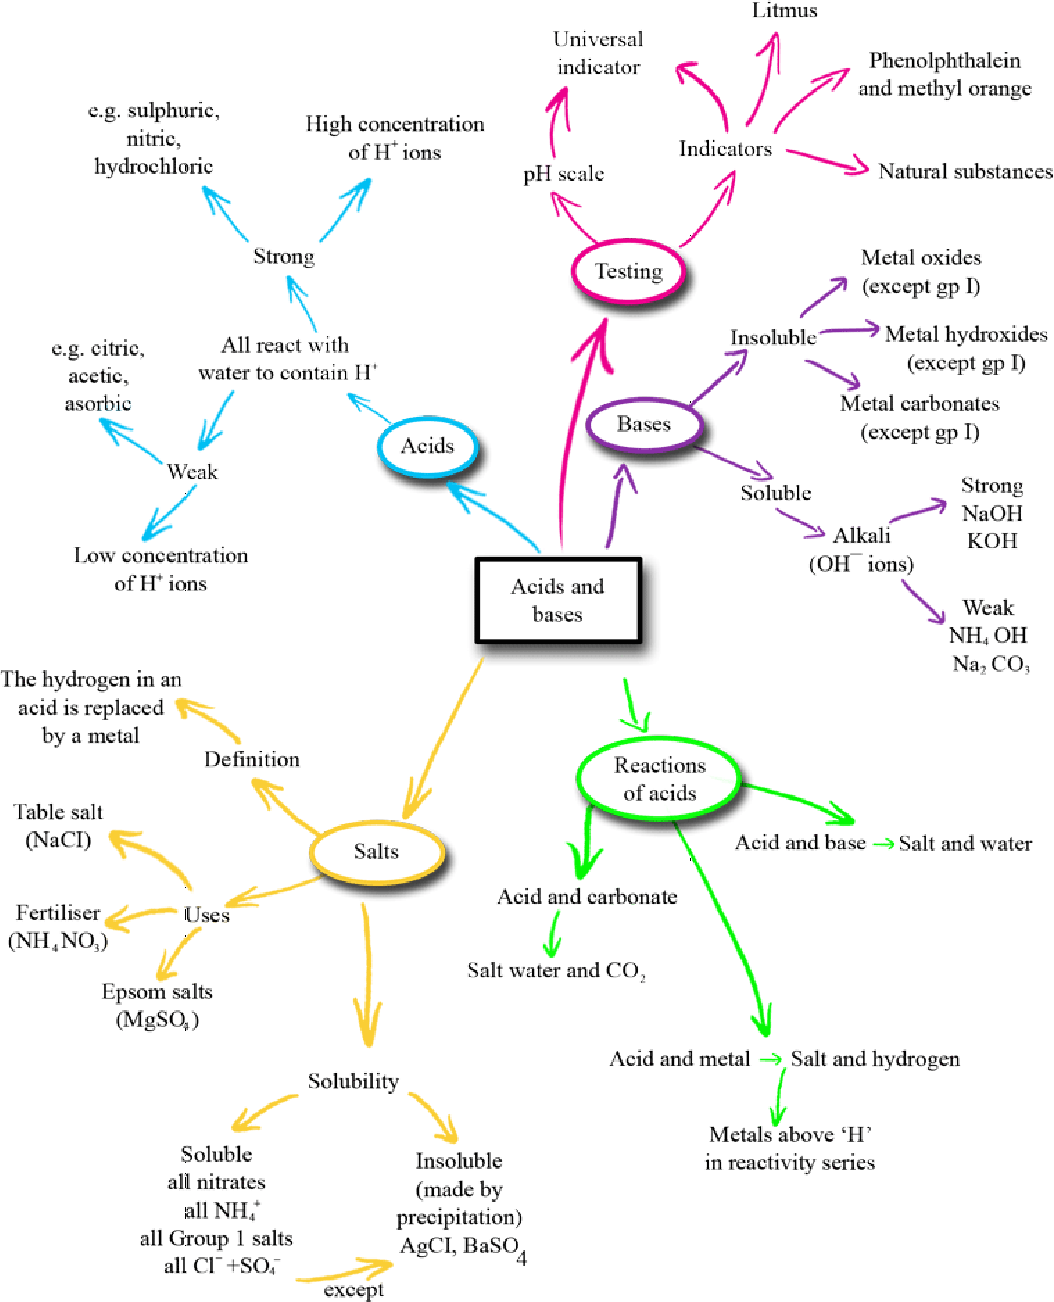 Litmus
Universal
indicator
Phenolphthalein
and methyl orange
Indicators
pH scale
Natural substances
Testing
e.g. sulphuric,
nitric,
hydrochloric
High concentration
of H⁺ ions
Strong
All react with
water to contain H⁺
e.g. citric,
acetic,
asorbic
Weak
Low concentration
of H⁺ ions
Acids
Metal oxides
(except gp I)
Insoluble
Metal hydroxides
(except gp I)
Metal carbonates
(except gp I)
Bases
Soluble
Alkali
(OH⁻ ions)
Strong
NaOH
KOH
Weak
NH₄ OH
Na₂ CO₃
Acids and
bases
The hydrogen in an
acid is replaced
by a metal
Definition
Table salt
(NaCI)
Salts
Uses
Fertiliser
(NH₄NO₃)
Epsom salts
(MgSO₄)
Solubility
Soluble
all nitrates
all NH₄⁺
all Group 1 salts
all Cl⁻ +SO₄⁻
except
Insoluble
(made by
precipitation)
AgCI, BaSO₄
Reactions
of acids
Acid and base → Salt and water
Acid and carbonate
Salt water and CO₂
Acid and metal → Salt and hydrogen
Metals above ‘H’
in reactivity series